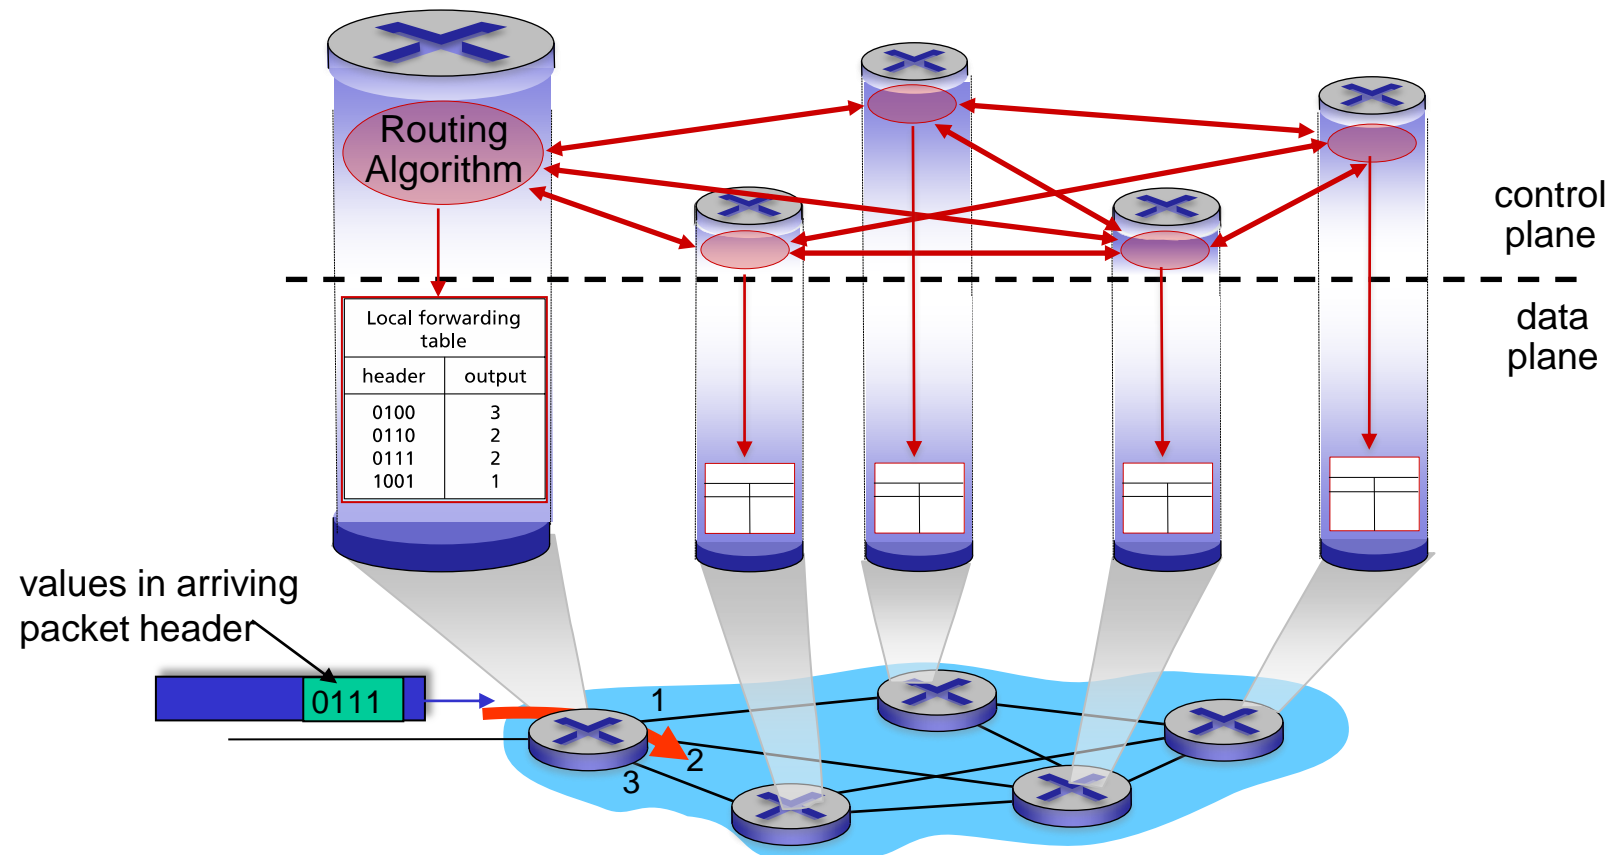 Routing
Algorithm
control
plane
data
plane
Local forwarding
table
header output
0100 3
0110 2
0111 2
1001 1
values in arriving
packet header
0111
1
2
3